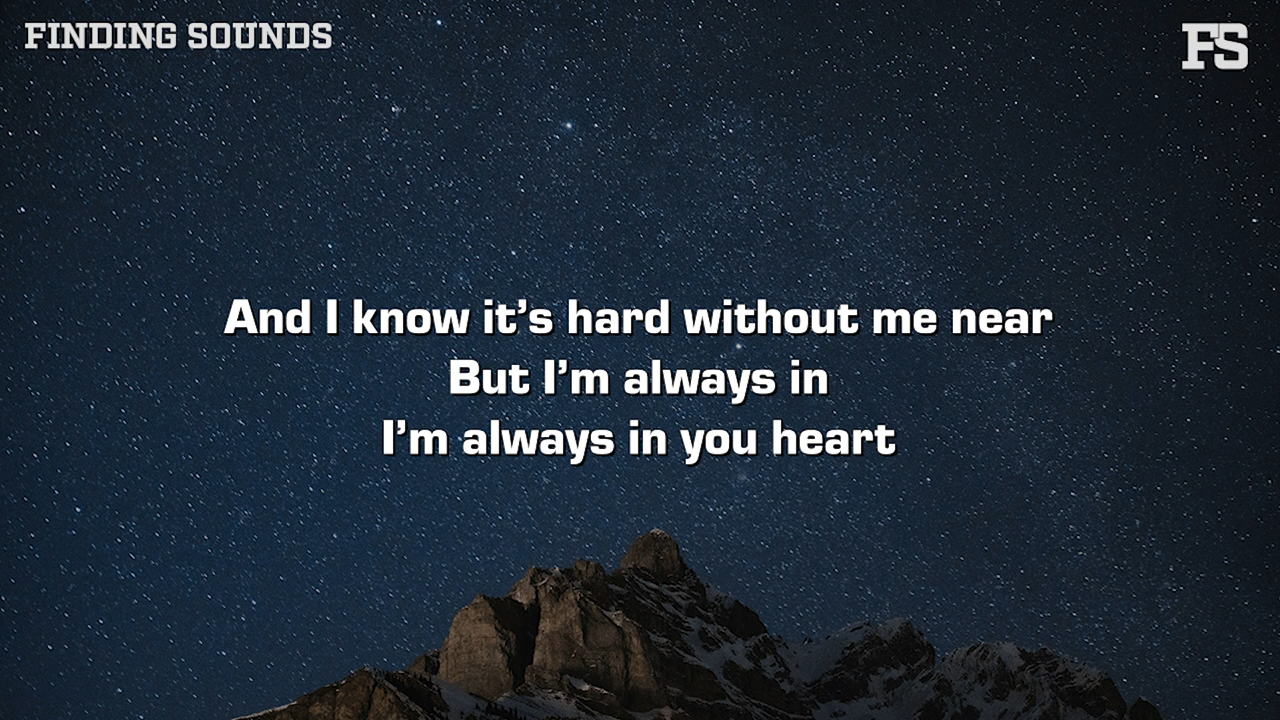 FINDING SOUNDS
FS
And I know it’s hard without me near
But I’m always in
I’m always in you heart